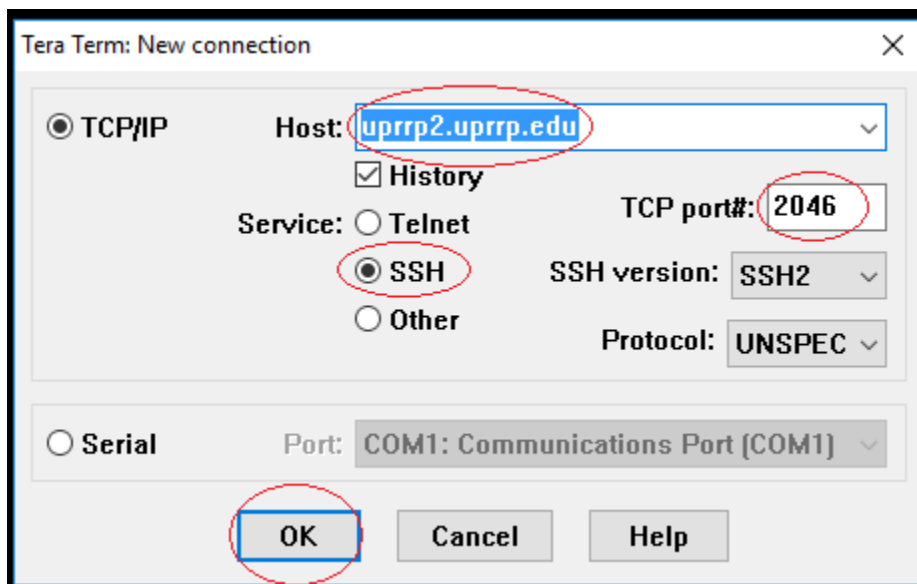 Tera Term: New connection
TCP/IP
Host: uprrp2.uprrp.edu
History
Service: Telnet
TCP port#: 2046
SSH
SSH version: SSH2
Other
Protocol: UNSPEC
Serial
Port: COM1: Communications Port (COM1)
OK Cancel Help